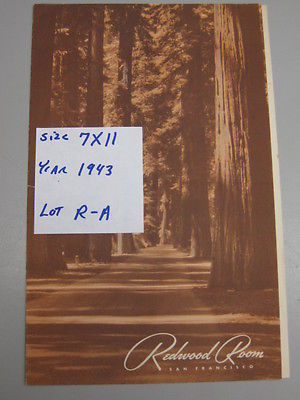 Size 7X11
Year 1943
Lot R-A
Redwood Room
SAN FRANCISCO